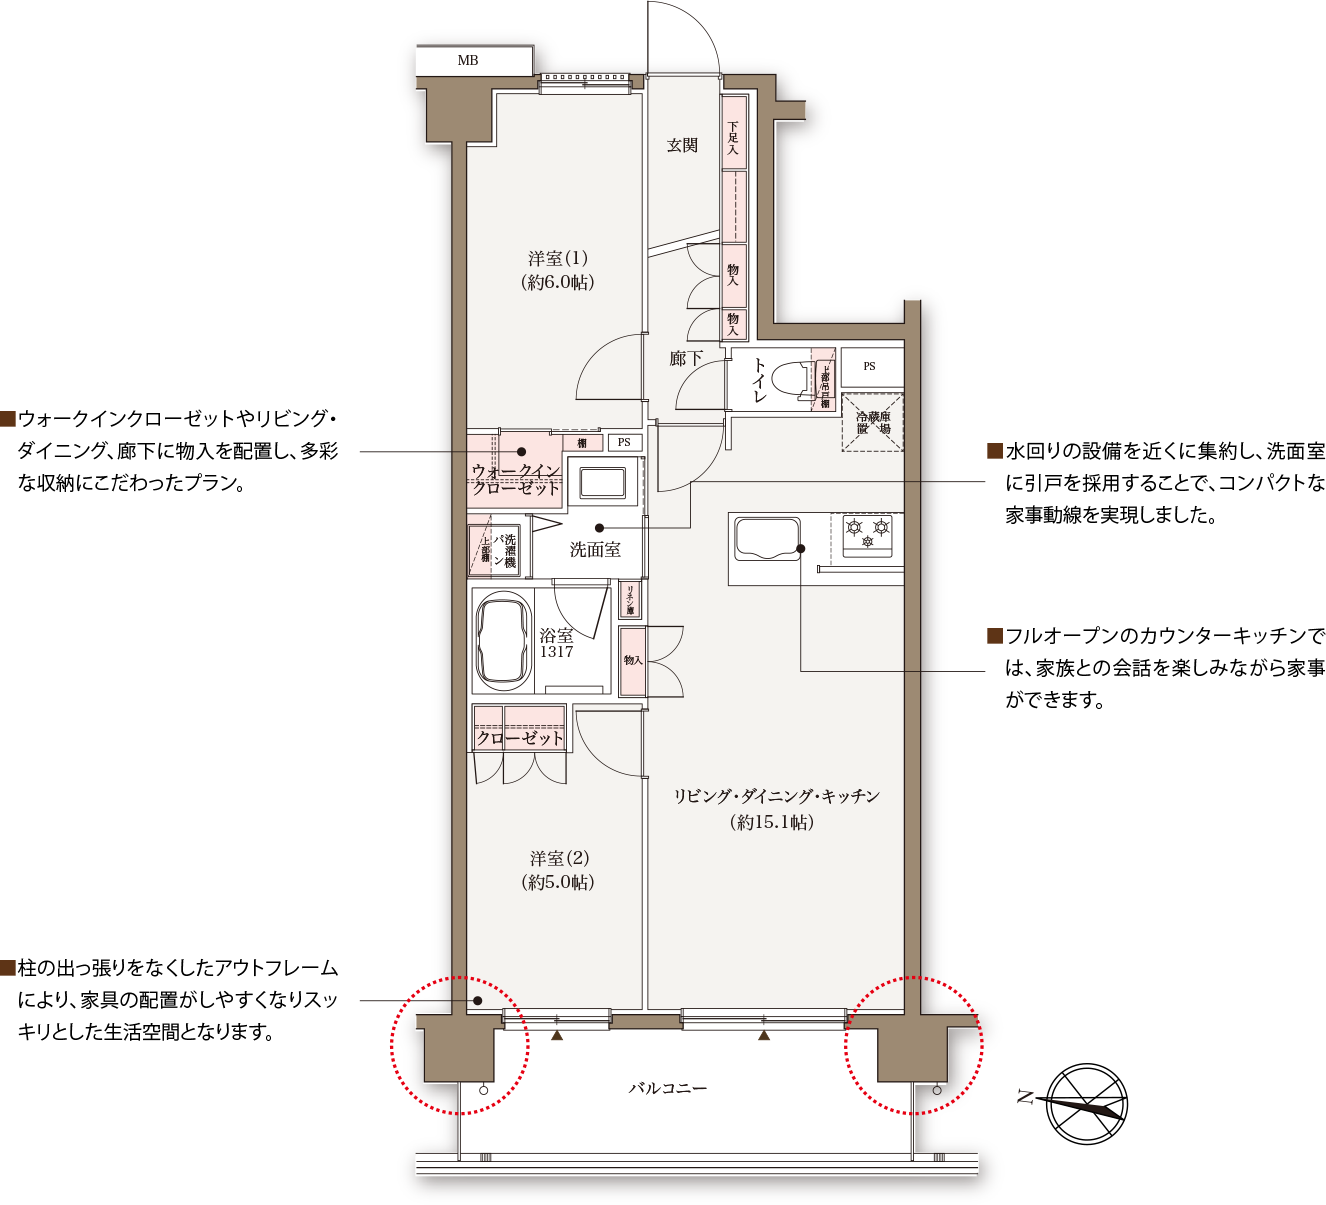 MB
玄関
下足入
洋室(1)
(約6.0帖)
物入
物入
廊下
トイレ
上部吊戸棚
PS
冷蔵庫
置場
■ウォークインクローゼットやリビング・
ダイニング、廊下に物入を配置し、多彩
な収納にこだわったプラン。
棚
PS
ウォークイン
クローゼット
■水回りの設備を近くに集約し、洗面室
に引戸を採用することで、コンパクトな
家事動線を実現しました。
上部棚
洗濯機
パン
洗面室
リネン庫
浴室
1317
物入
■フルオープンのカウンターキッチンで
は、家族との会話を楽しみながら家事
ができます。
クローゼット
リビング・ダイニング・キッチン
(約15.1帖)
洋室(2)
(約5.0帖)
■柱の出っ張りをなくしたアウトフレーム
により、家具の配置がしやすくなりスッ
キリとした生活空間となります。
バルコニー
N